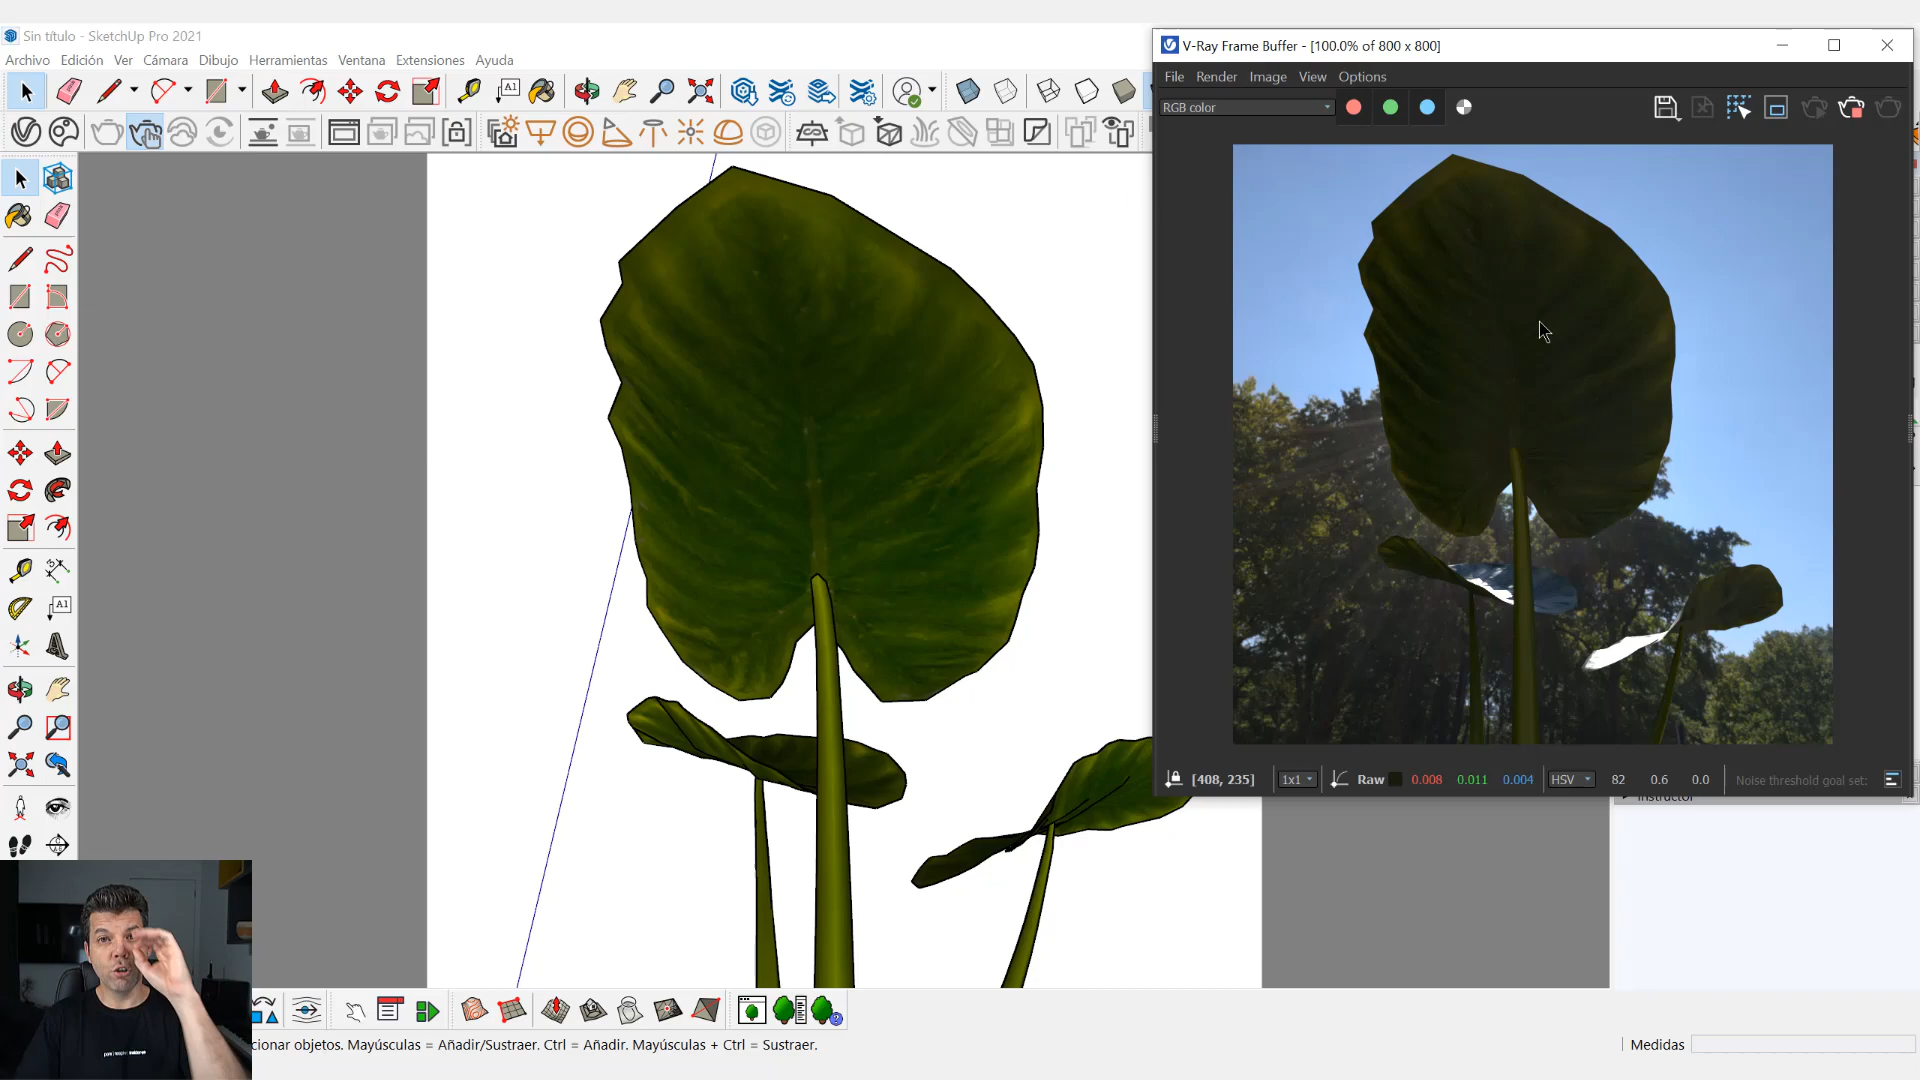 Sin título - SketchUp Pro 2021
Archivo Edición Ver Cámara Dibujo Herramientas Ventana Extensiones Ayuda
V-Ray Frame Buffer - [100.0% of 800 x 800]
File Render Image View Options
RGB color
A1
A1
[408, 235] 1x1 Raw 0.008 0.011 0.004 HSV 82 0.6 0.0 Noise threshold goal set:
Instructor
cionar objetos. Mayúsculas = Añadir/Sustraer. Ctrl = Añadir. Mayúsculas + Ctrl = Sustraer.
Medidas